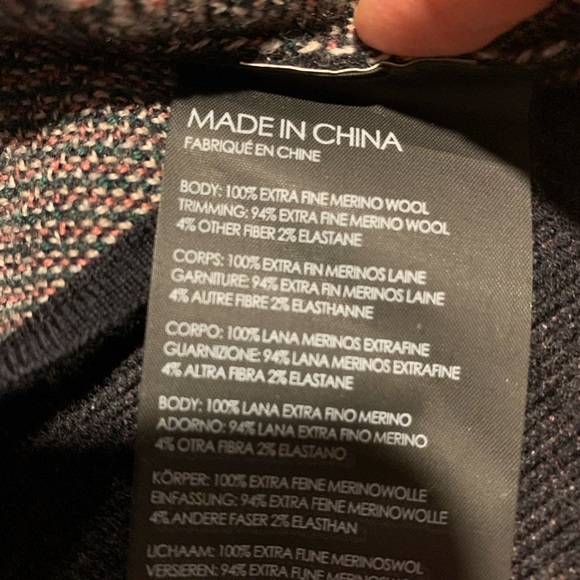 MADE IN CHINA
FABRIQUÉ EN CHINE
BODY: 100% EXTRA FINE MERINO WOOL
TRIMMING: 94% EXTRA FINE MERINO WOOL
4% OTHER FIBER 2% ELASTANE
CORPS: 100% EXTRA FIN MERINOS LAINE
GARNITURE: 94% EXTRA FIN MERINOS LAINE
4% AUTRE FIBRE 2% ELASTHANNE
CORPO: 100% LANA MERINOS EXTRAFINE
GUARNIZIONE: 94% LANA MERINOS EXTRAFINE
4% ALTRA FIBRA 2% ELASTANE
BODY: 100% LANA EXTRA FINO MERINO
ADORNO: 94% LANA EXTRA FINO MERINO
4% OTRA FIBRA 2% ELASTANO
KÖRPER: 100% EXTRA FEINE MERINOWOLLE
EINFASSUNG: 94% EXTRA FEINE MERINOWOLLE
4% ANDERE FASER 2% ELASTHAN
LICHAAM: 100% EXTRA FIJNE MERINOSWOL
VERSIEREN: 94% EXTRA